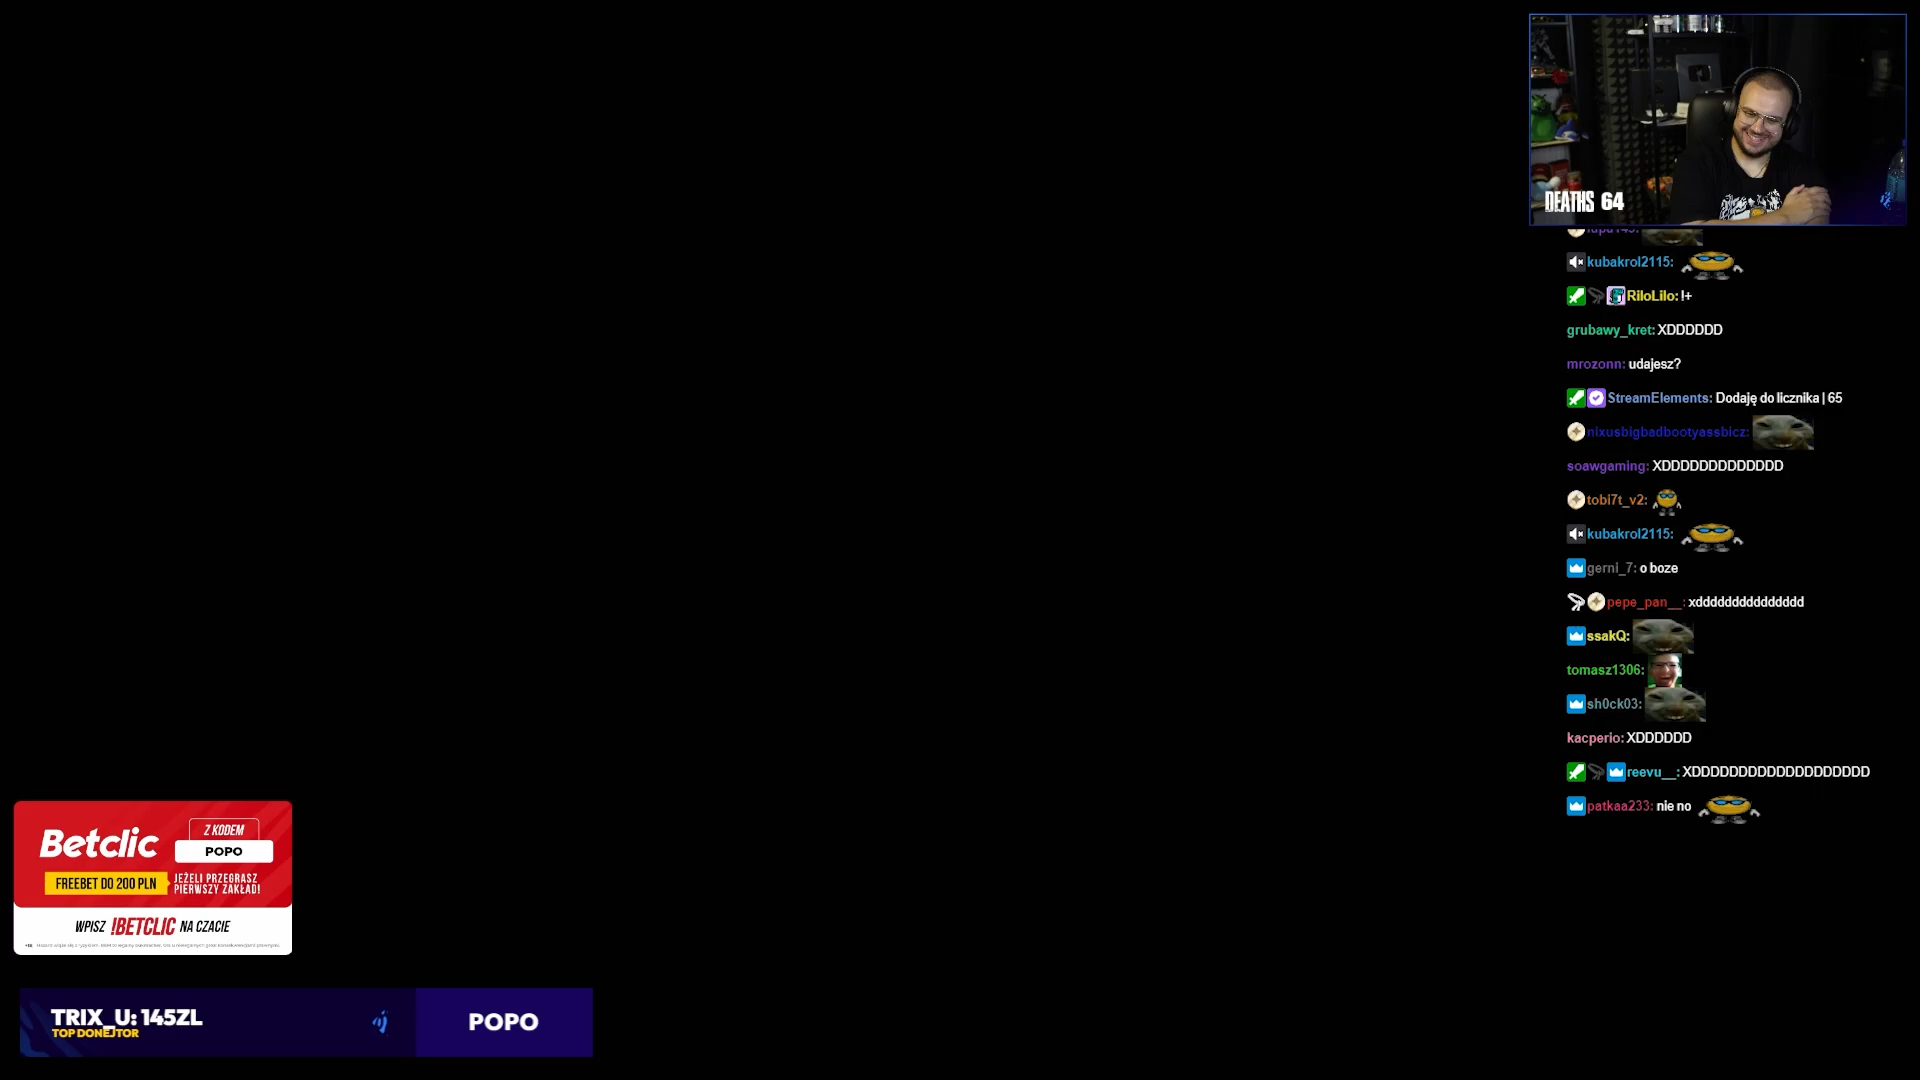 DEATHS 64
kubakrol2115:
RiloLilo: !+
grubawy_kret: XDDDDDD
mrozonn: udajesz?
StreamElements: Dodaję do licznika | 65
nixusbigbadbootyassbicz:
soawgaming: XDDDDDDDDDDDDD
tobi7t_v2:
kubakrol2115:
gerni_7: o boze
pepe_pan__: xddddddddddddddd
ssakQ:
tomasz1306:
sh0ck03:
kacperio: XDDDDDD
reevu__: XDDDDDDDDDDDDDDDDDDDD
patkaa233: nie no
Betclic
Z KODEM
POPO
FREEBET DO 200 PLN
JEŻELI PRZEGRASZ
PIERWSZY ZAKŁAD!
WPISZ !BETCLIC NA CZACIE
TRIX_U: 145ZL
TOP DONEJTOR
POPO